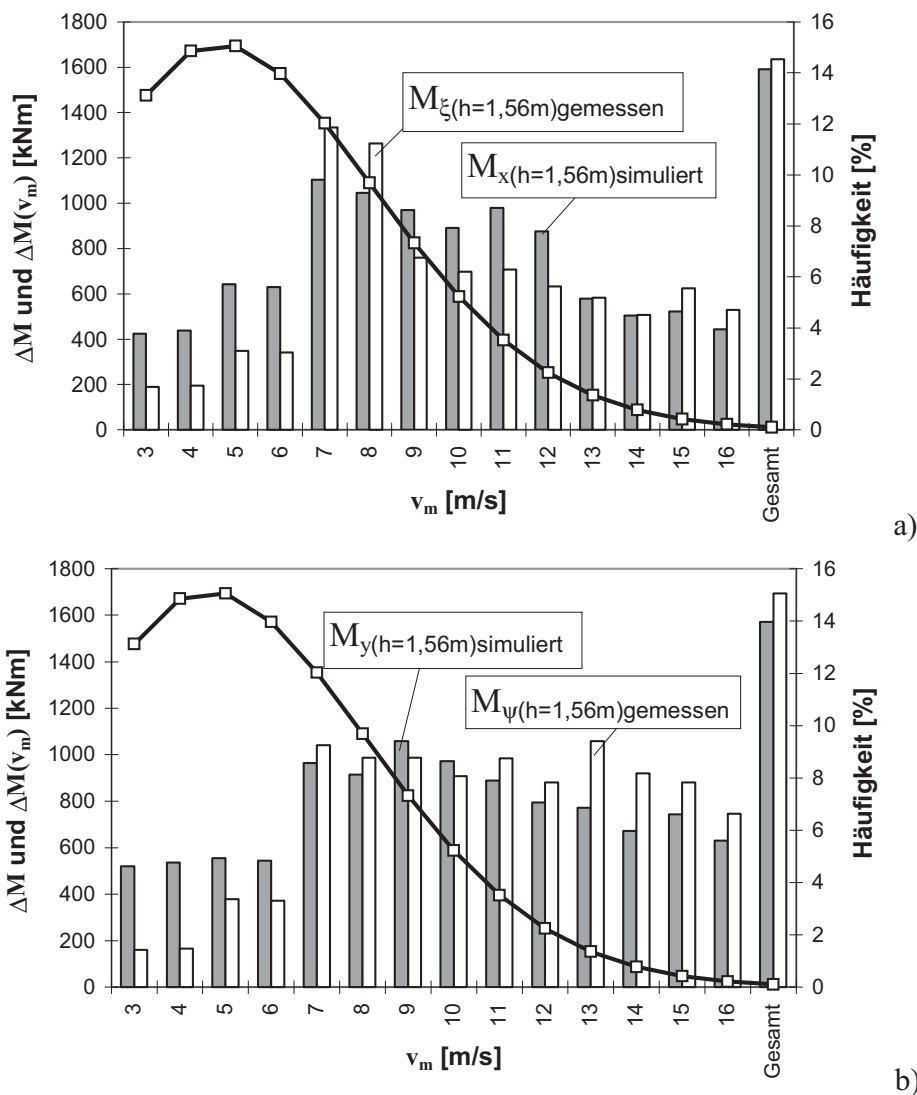 1800
1600
1400
1200
1000
800
600
400
200
0
ΔM und ΔM(vm) [kNm]
16
14
12
10
8
6
4
2
0
Häufigkeit [%]
Mξ(h=1,56m)gemessen
Mx(h=1,56m)simuliert
3 4 5 6 7 8 9 10 11 12 13 14 15 16 Gesamt
vm [m/s]
a)
1800
1600
1400
1200
1000
800
600
400
200
0
ΔM und ΔM(vm) [kNm]
16
14
12
10
8
6
4
2
0
Häufigkeit [%]
My(h=1,56m)simuliert
Mψ(h=1,56m)gemessen
3 4 5 6 7 8 9 10 11 12 13 14 15 16 Gesamt
vm [m/s]
b)